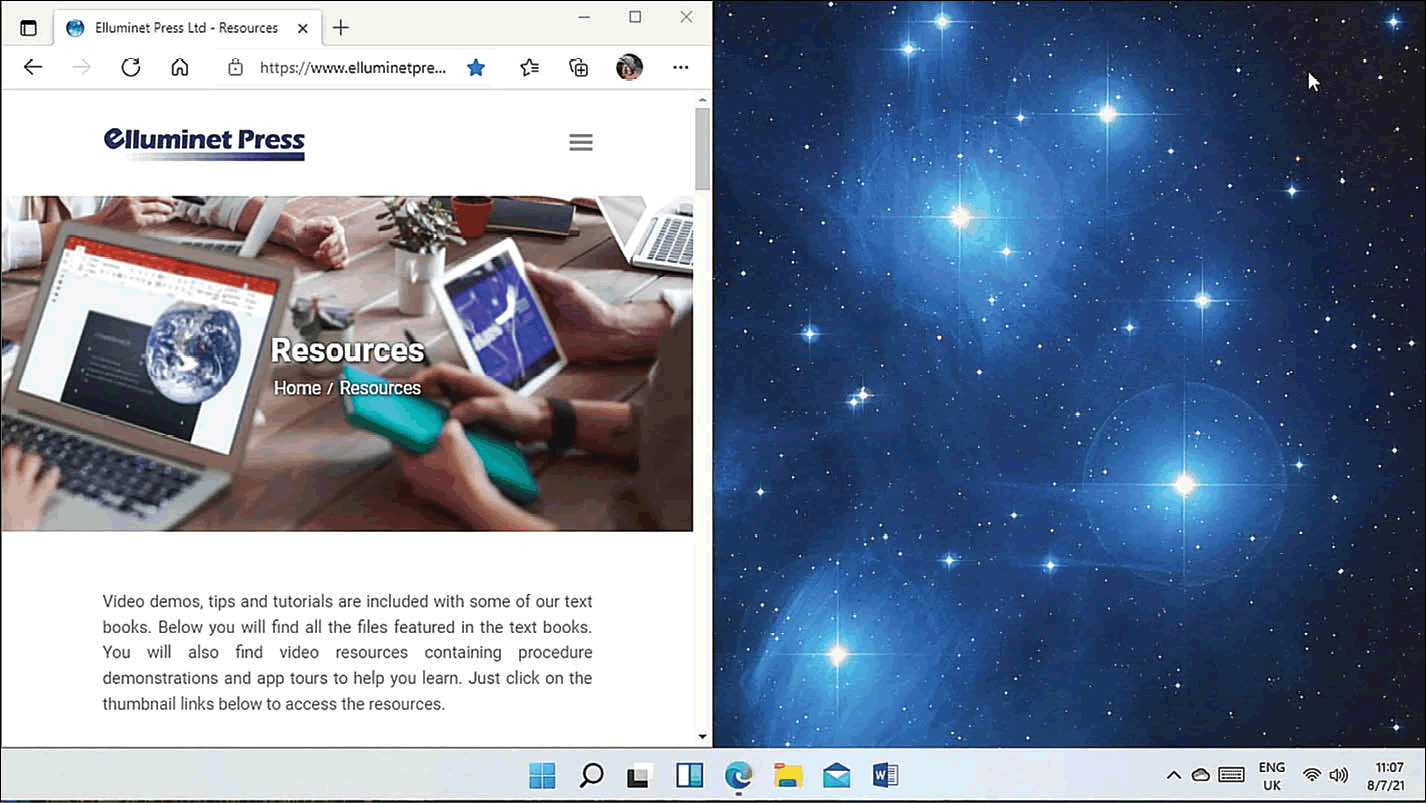 Elluminet Press Ltd - Resources
https://www.elluminetpre...
elluminet Press
Resources
Home / Resources
Video demos, tips and tutorials are included with some of our text
books. Below you will find all the files featured in the text books.
You will also find video resources containing procedure
demonstrations and app tours to help you learn. Just click on the
thumbnail links below to access the resources.
W
ENG
UK
11:07
8/7/21